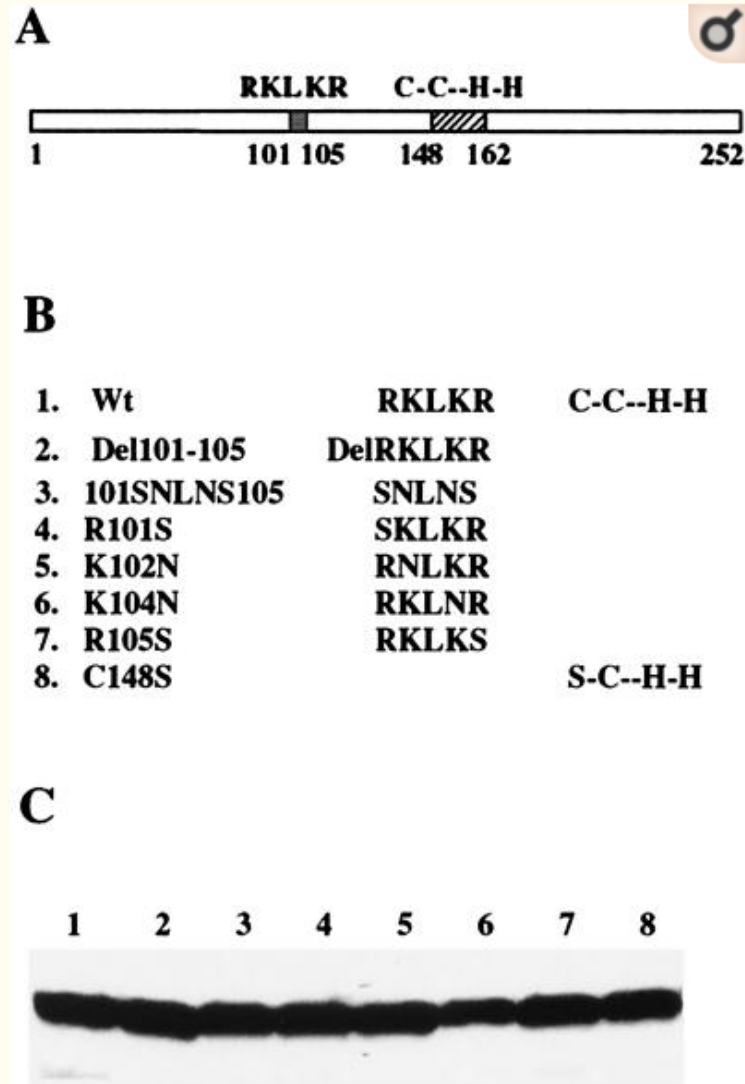 A
RKLKR C-C--H-H
1 101 105 148 162 252
B
1. Wt RKLKR C-C--H-H
2. Del101-105 DelRKLKR
3. 101SNLNS105 SNLNS
4. R101S SKLKR
5. K102N RNLKR
6. K104N RKLNR
7. R105S RKLKS
8. C148S S-C--H-H
C
1 2 3 4 5 6 7 8